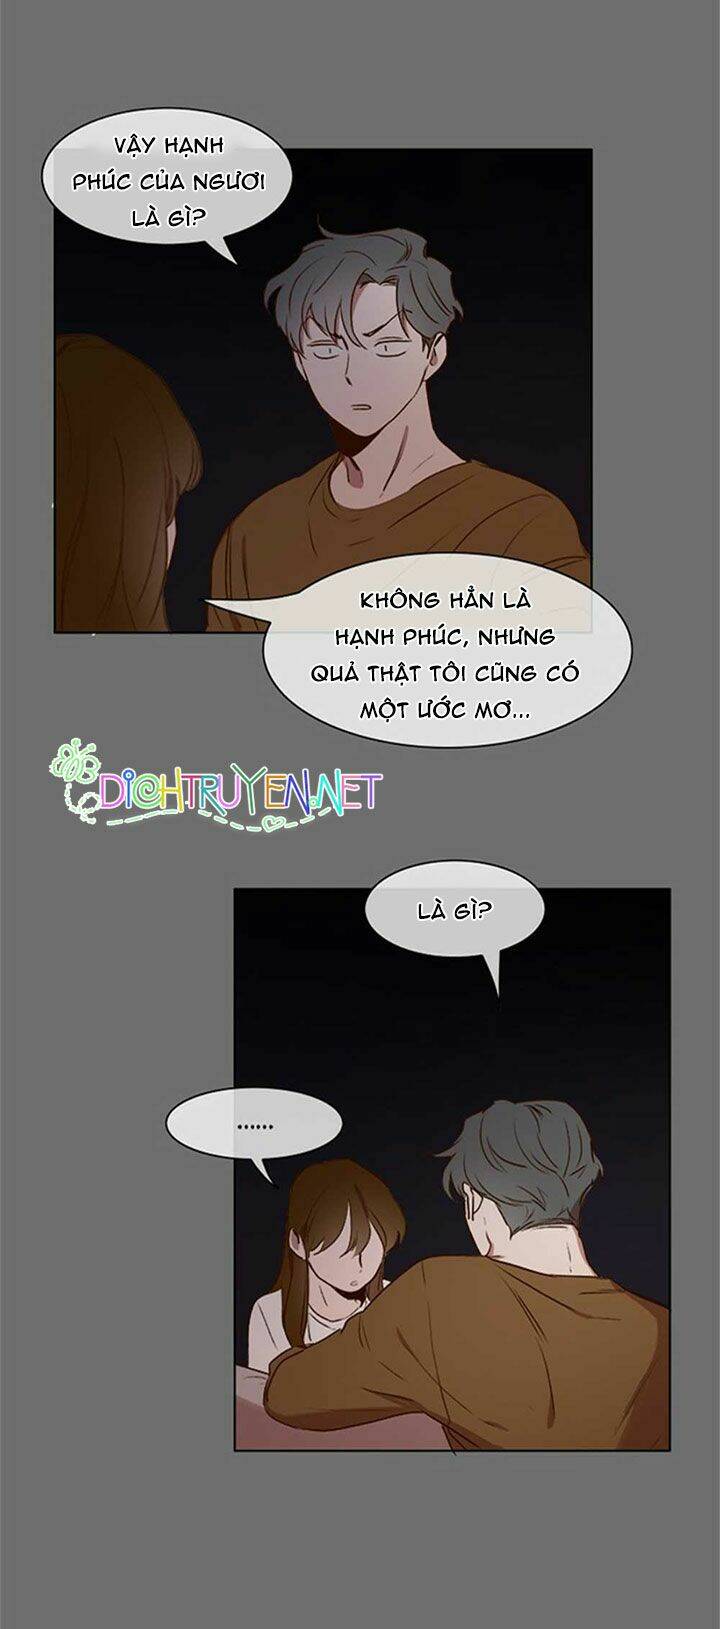 VẬY HẠNH
PHÚC CỦA NGƯƠI
LÀ GÌ?
KHÔNG HẲN LÀ
HẠNH PHÚC, NHƯNG
QUẢ THẬT TÔI CŨNG CÓ
MỘT ƯỚC MƠ...
DICHTRUYEN.NET
LÀ GÌ?
......